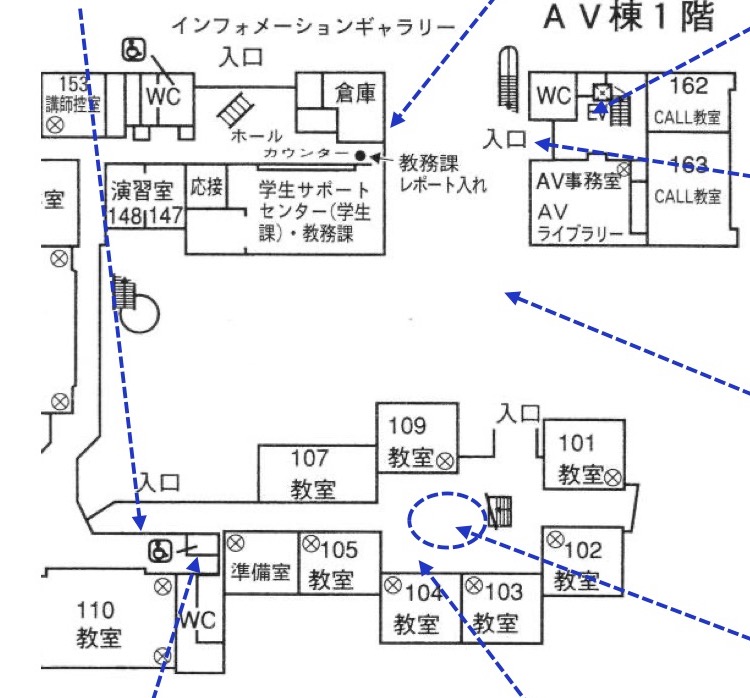 AV棟1階
インフォメーションギャラリー
入口
153
講師控室
WC
倉庫
ホール
カウンター
教務課
レポート入れ
WC
EV
162
CALL教室
入口
163
CALL教室
AV事務室
AV
ライブラリー
室
演習室
148
147
応接
学生サポート
センター(学生
課)・教務課
109
教室
入口
101
教室
107
教室
入口
準備室
105
教室
102
教室
104
教室
103
教室
110
教室
WC